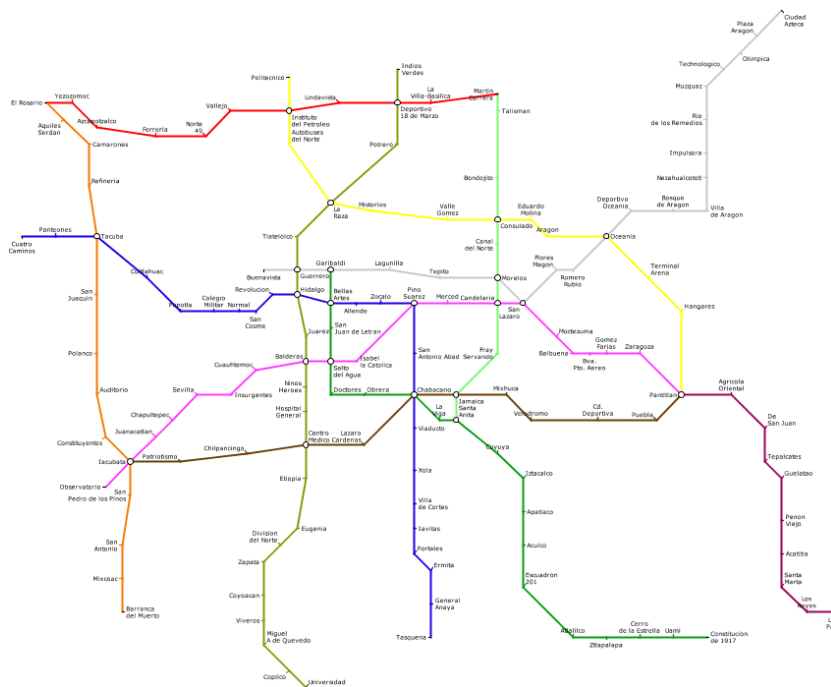 Ciudad
Azteca
Plaza
Aragon
Olimpica
Technologico
Muzquaz
Rio
de los Remedios
Impulsera
Nezahualcoteti
Bosque
de Aragon
Villa
de Aragon
Deportivo
Oceania
Oceania
Politecnico
Indios
Verdes
La
Villa-Basilica
Martin
Carrera
Lindavista
Deportivo
18 de Marzo
Talisman
El Rosario
Yezozomoc
Azcapotzalco
Aquiles
Serdan
Camarones
Ferreria
Norte
49
Vallejo
Instituto
del Petroleo
Autobuses
del Norte
Potrero
Refineria
Bondojito
La
Raza
Misterios
Valle
Gomez
Consulado
Eduardo
Molina
Aragon
Panteones
Cuatro
Caminos
Tacuba
Cuitlahuac
Tlatelolco
Canal
del Norte
Flores
Magon
Romero
Rubio
Terminal
Arena
Hangares
Buenavista
Guerrero
Garibaldi
Lagunilla
Tepito
Morelos
San
Juaquin
Popotla
Colegio
Militar
Normal
San
Cosme
Revolucion
Hidalgo
Bellas
Artes
Allende
Zocalo
Pino
Suarez
Merced
Candelaria
San
Lazaro
Juarez
San
Juan de Letran
Polanco
Cuauhtemoc
Balderas
Salto
del Agua
Isabel
la Catolica
San
Antonio Abad
Fray
Servando
Moctezuma
Balbuena
Bva.
Pto. Aereo
Gomez
Farias
Zaragoza
Auditorio
Sevilla
Insurgentes
Ninos
Heroes
Doctores
Obrera
Chabacano
Jamaica
Santa
Anita
Mixhuca
Velodromo
Cd.
Deportiva
Puebla
Pantitlan
Agricola
Oriental
De
San Juan
Tepalcates
Guelatao
Penon
Viejo
Acatitla
Santa
Marta
Los
Reyes
Chapultepec
Juanacatlan
Constituyentes
Iacubata
Observatorio
Patriotismo
Chilpancingo
Hospital
General
Centro
Medico
Lazaro
Cardenas
La
Viga
Viaducto
Coyuya
Iztacalco
San
Pedro de los Pinos
Etiopia
Xola
Villa
de Cortes
Apatlaco
San
Antonio
Division
del Norte
Eugenia
Iavitas
Aculco
Mixcoac
Zapata
Portales
Ermita
Escuadron
201
Barranca
del Muerto
Coyoacan
Viveros
General
Anaya
Tasquena
Miguel
A de Quevedo
Copilco
Universidad
Atlalilco
Ztlapalapa
Cerro
de la Estrella
Uami
Constitucion
de 1917